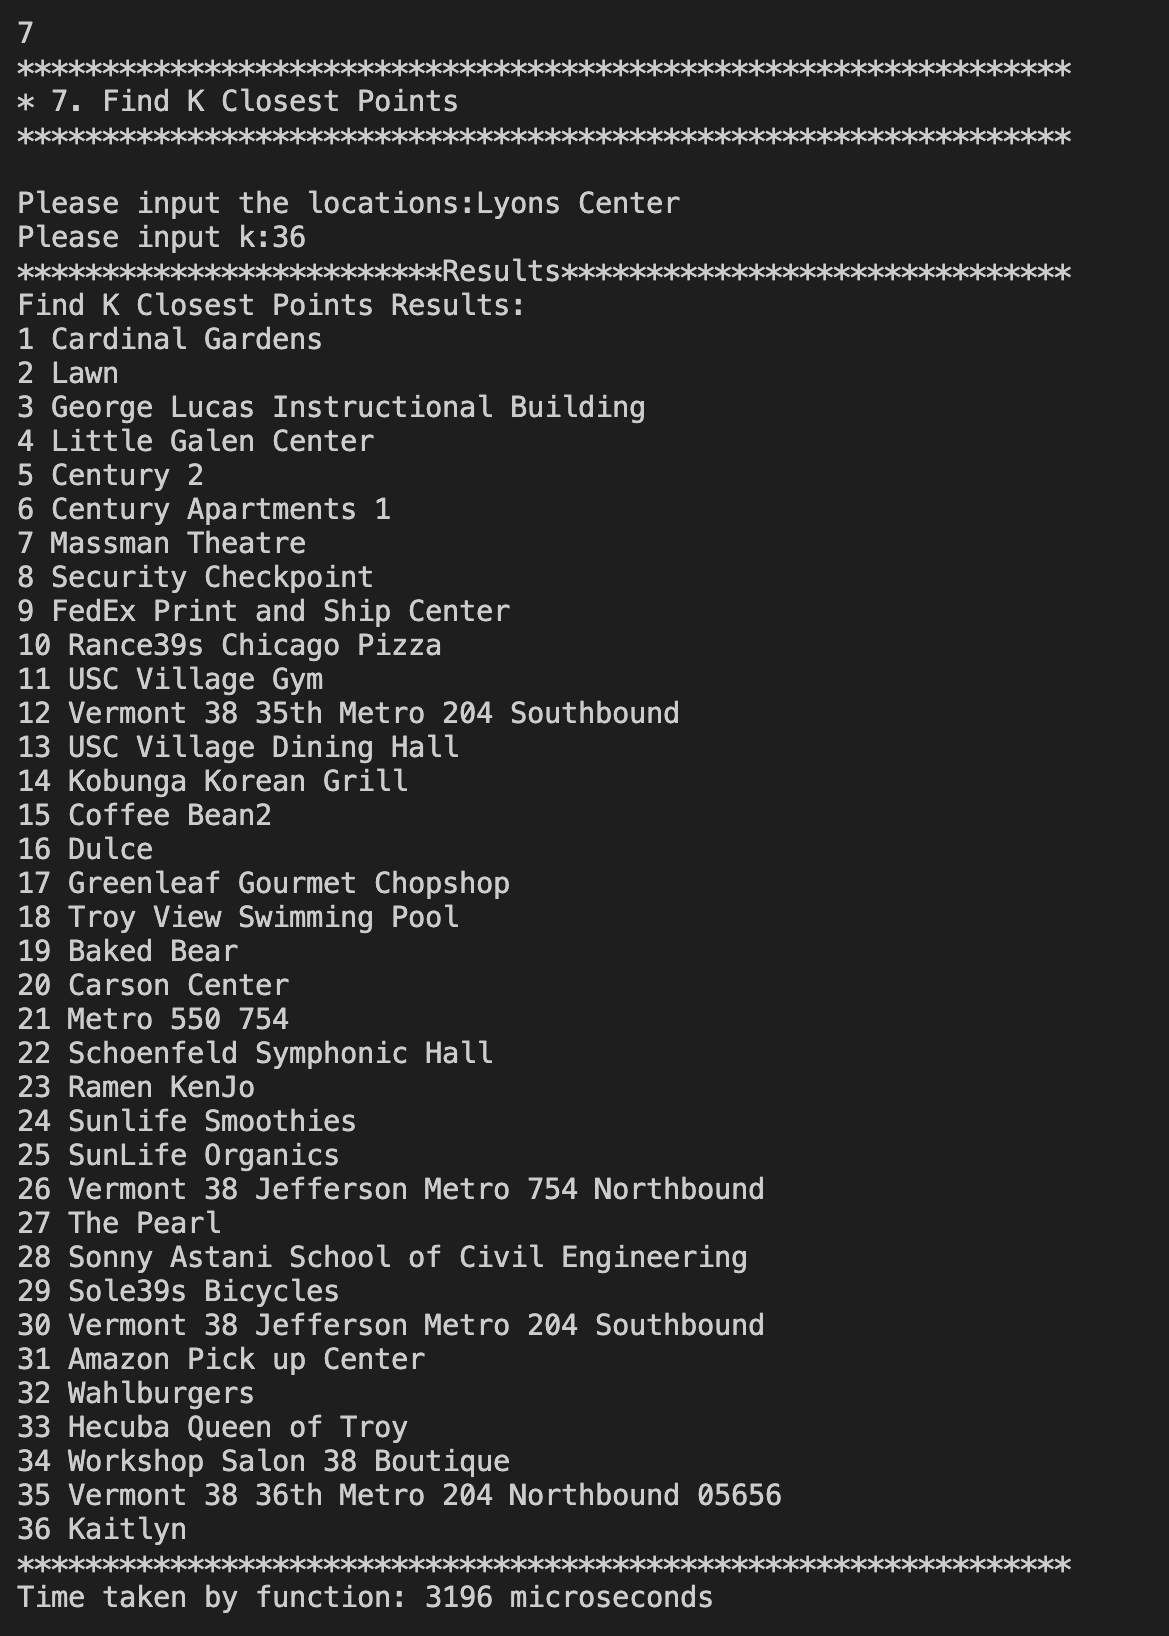 7
**************************************************************
* 7. Find K Closest Points
**************************************************************
Please input the locations:Lyons Center
Please input k:36
*************************Results******************************
Find K Closest Points Results:
1 Cardinal Gardens
2 Lawn
3 George Lucas Instructional Building
4 Little Galen Center
5 Century 2
6 Century Apartments 1
7 Massman Theatre
8 Security Checkpoint
9 FedEx Print and Ship Center
10 Rance39s Chicago Pizza
11 USC Village Gym
12 Vermont 38 35th Metro 204 Southbound
13 USC Village Dining Hall
14 Kobunga Korean Grill
15 Coffee Bean2
16 Dulce
17 Greenleaf Gourmet Chopshop
18 Troy View Swimming Pool
19 Baked Bear
20 Carson Center
21 Metro 550 754
22 Schoenfeld Symphonic Hall
23 Ramen KenJo
24 Sunlife Smoothies
25 SunLife Organics
26 Vermont 38 Jefferson Metro 754 Northbound
27 The Pearl
28 Sonny Astani School of Civil Engineering
29 Sole39s Bicycles
30 Vermont 38 Jefferson Metro 204 Southbound
31 Amazon Pick up Center
32 Wahlburgers
33 Hecuba Queen of Troy
34 Workshop Salon 38 Boutique
35 Vermont 38 36th Metro 204 Northbound 05656
36 Kaitlyn
**************************************************************
Time taken by function: 3196 microseconds